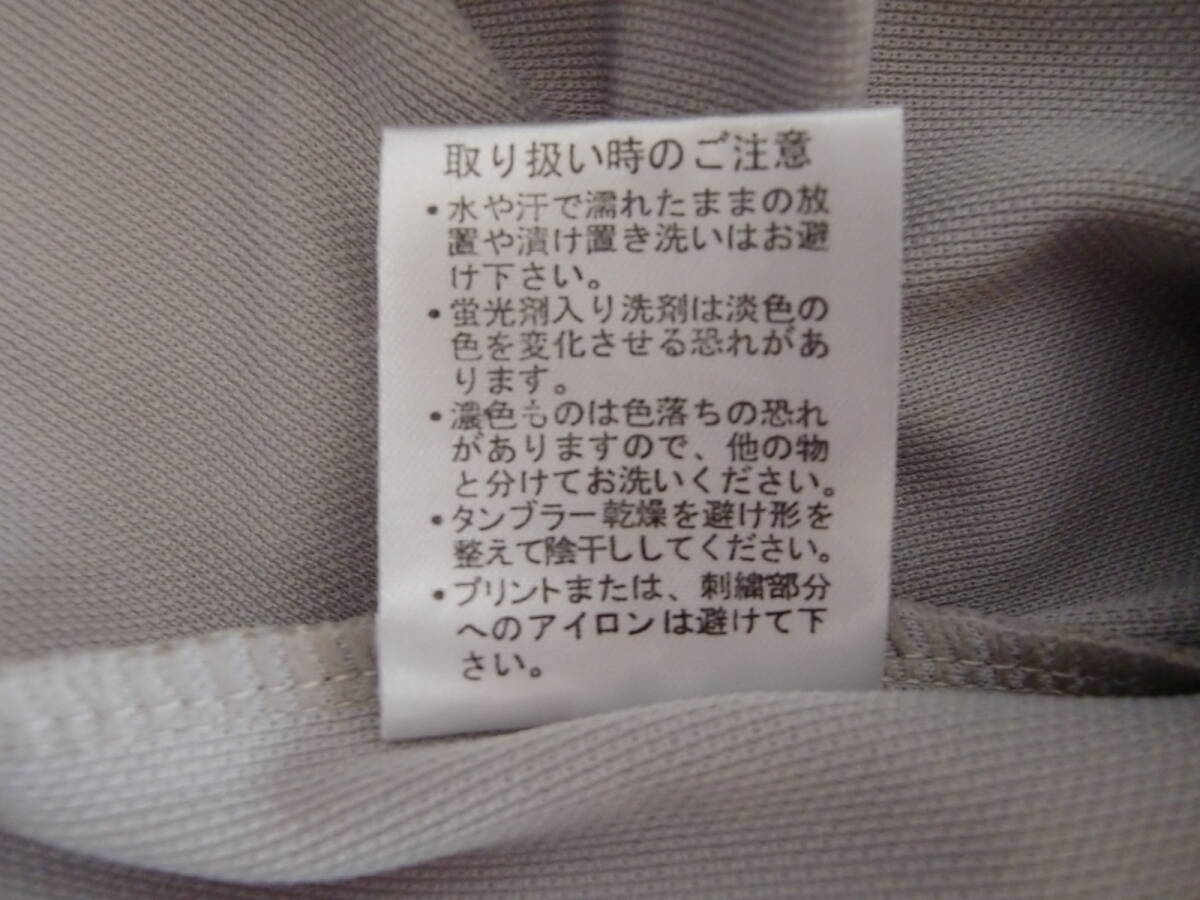 取り扱い時のご注意
•水や汗で濡れたままの放
置や漬け置き洗いはお避
け下さい。
•蛍光剤入り洗剤は淡色の
色を変化させる恐れがあ
ります。
•濃色ものは色落ちの恐れ
がありますので、他の物
と分けてお洗いください。
•タンブラー乾燥を避け形を
整えて陰干ししてください。
•プリントまたは、刺繍部分
へのアイロンは避けて下
さい。